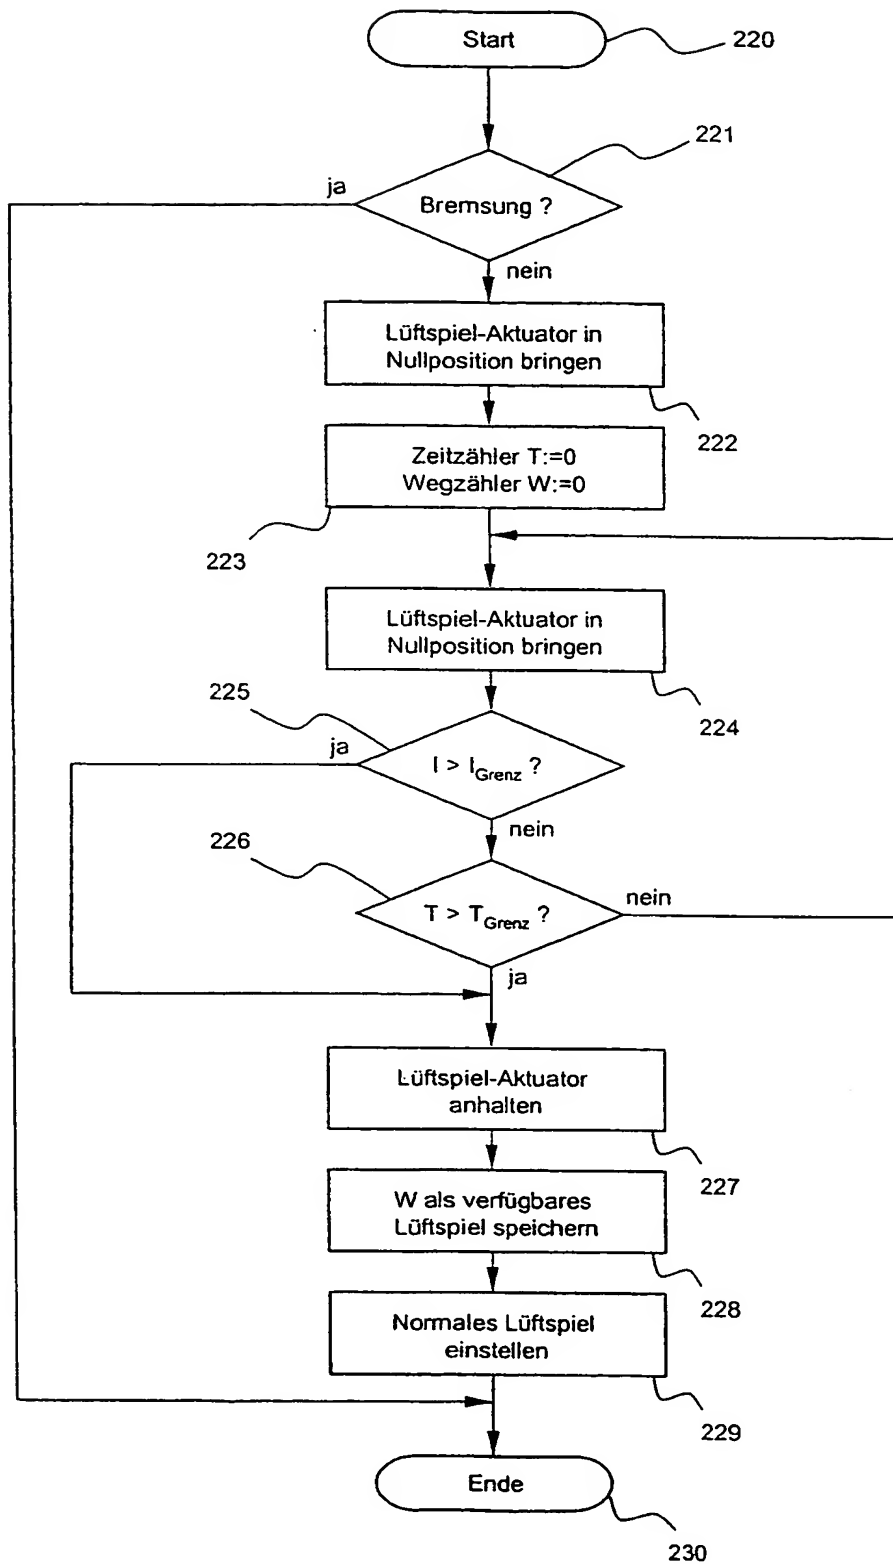 Start
220
221
ja
Bremsung ?
nein
Lüftspiel-Aktuator in
Nullposition bringen
222
Zeitzähler T:=0
Wegzähler W:=0
223
Lüftspiel-Aktuator in
Nullposition bringen
224
225
ja
I > I_Grenz ?
nein
226
T > T_Grenz ?
nein
ja
Lüftspiel-Aktuator
anhalten
227
W als verfügbares
Lüftspiel speichern
228
Normales Lüftspiel
einstellen
229
Ende
230